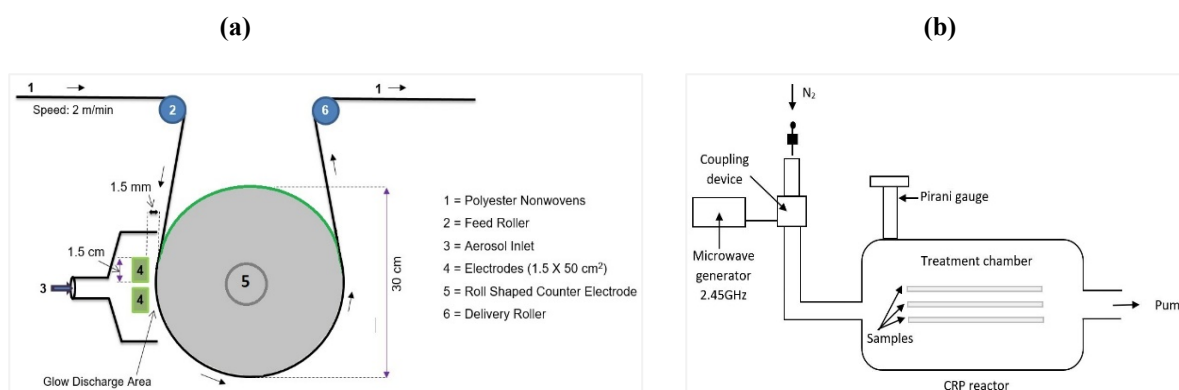 (a)
(b)
1
1
Speed: 2 m/min
2
6
1.5 mm
1.5 cm
4
4
3
5
30 cm
Glow Discharge Area
1 = Polyester Nonwovens
2 = Feed Roller
3 = Aerosol Inlet
4 = Electrodes (1.5 X 50 cm²)
5 = Roll Shaped Counter Electrode
6 = Delivery Roller
N₂
Coupling
device
Pirani gauge
Microwave
generator
2.45GHz
Treatment chamber
Samples
Pump
CRP reactor